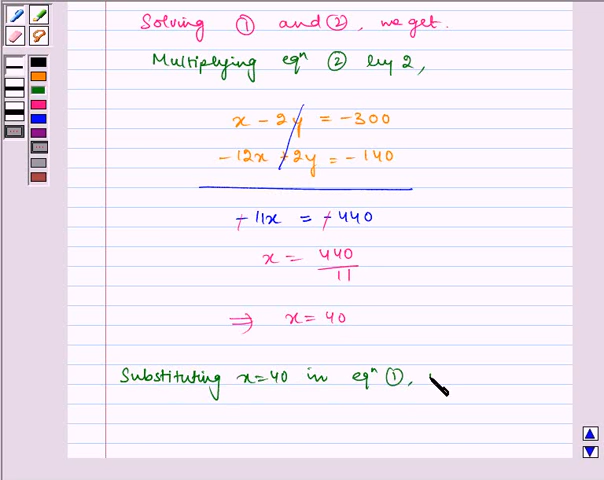 Solving ① and ②, we get.
Multiplying eqⁿ ② by 2,
x - 2y = -300
-12x + 2y = -140
-11x = -440
x = 440/11
⇒ x = 40
Substituting x=40 in eqⁿ ①,